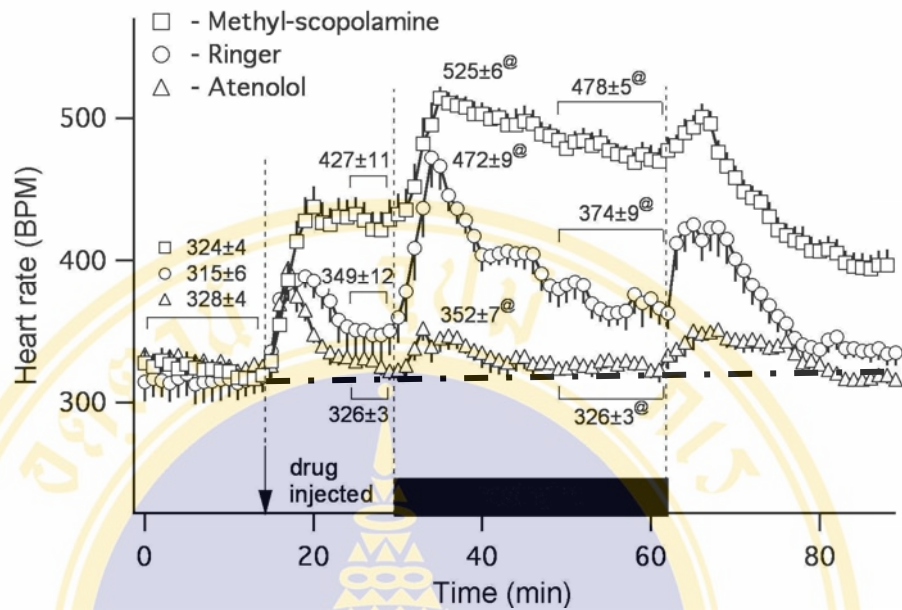 □ - Methyl-scopolamine
○ - Ringer
△ - Atenolol
525±6@
478±5@
427±11
472×9@
374±9@
□ 324±4
○ 315±6
△ 328±4
349±12
352±7@
326±3
326±3@
drug
injected
Heart rate (BPM)
500
400
300
0
20
40
60
80
Time (min)